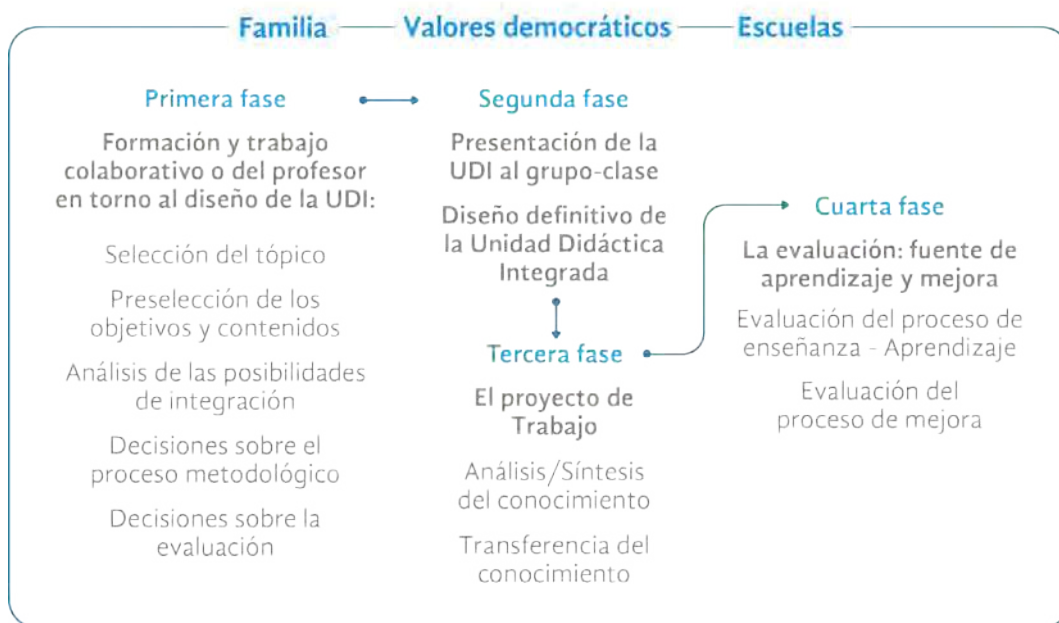 Familia Valores democráticos Escuelas
Primera fase
Formación y trabajo
colaborativo o del profesor
en torno al diseño de la UDI:
Selección del tópico
Preselección de los
objetivos y contenidos
Análisis de las posibilidades
de integración
Decisiones sobre el
proceso metodológico
Decisiones sobre la
evaluación
Segunda fase
Presentación de la
UDI al grupo-clase
Diseño definitivo de
la Unidad Didáctica
Integrada
Tercera fase
El proyecto de
Trabajo
Análisis/Síntesis
del conocimiento
Transferencia del
conocimiento
Cuarta fase
La evaluación: fuente de
aprendizaje y mejora
Evaluación del proceso de
enseñanza - Aprendizaje
Evaluación del
proceso de mejora